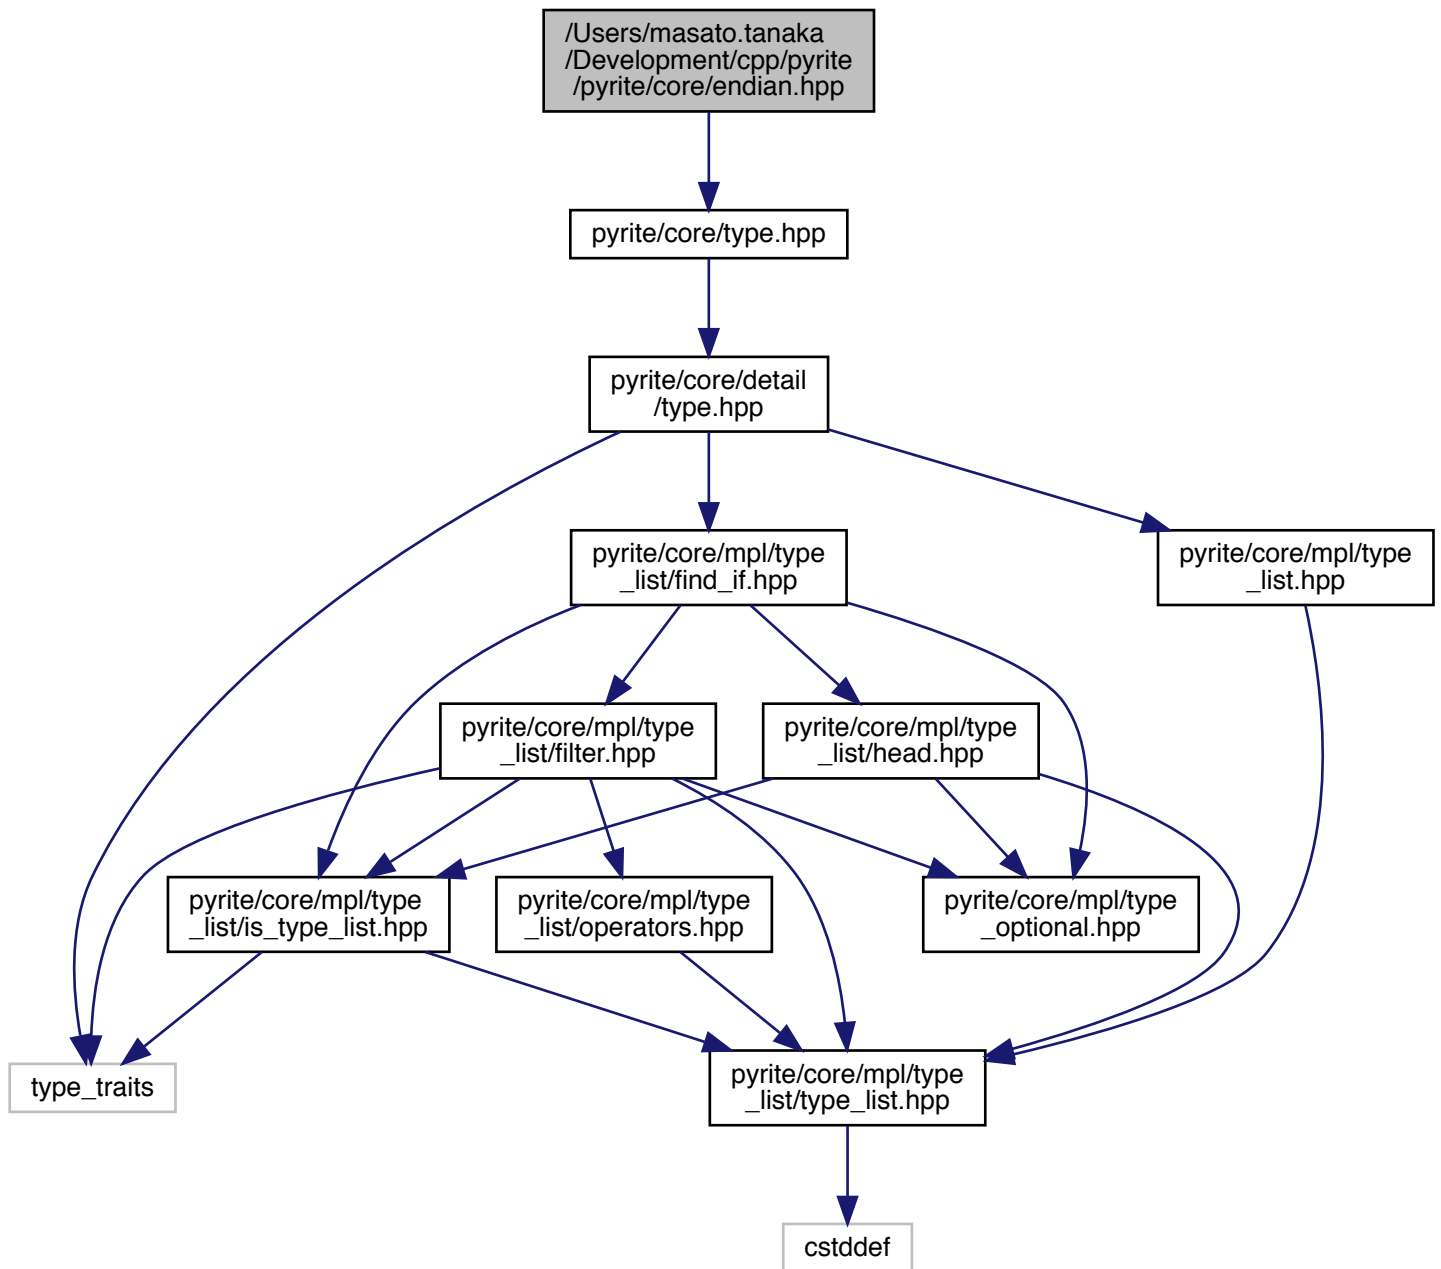 /Users/masato.tanaka
/Development/cpp/pyrite
/pyrite/core/endian.hpp
pyrite/core/type.hpp
pyrite/core/detail
/type.hpp
pyrite/core/mpl/type
_list/find_if.hpp
pyrite/core/mpl/type
_list.hpp
pyrite/core/mpl/type
_list/filter.hpp
pyrite/core/mpl/type
_list/head.hpp
pyrite/core/mpl/type
_list/is_type_list.hpp
pyrite/core/mpl/type
_list/operators.hpp
pyrite/core/mpl/type
_optional.hpp
type_traits
pyrite/core/mpl/type
_list/type_list.hpp
cstddef